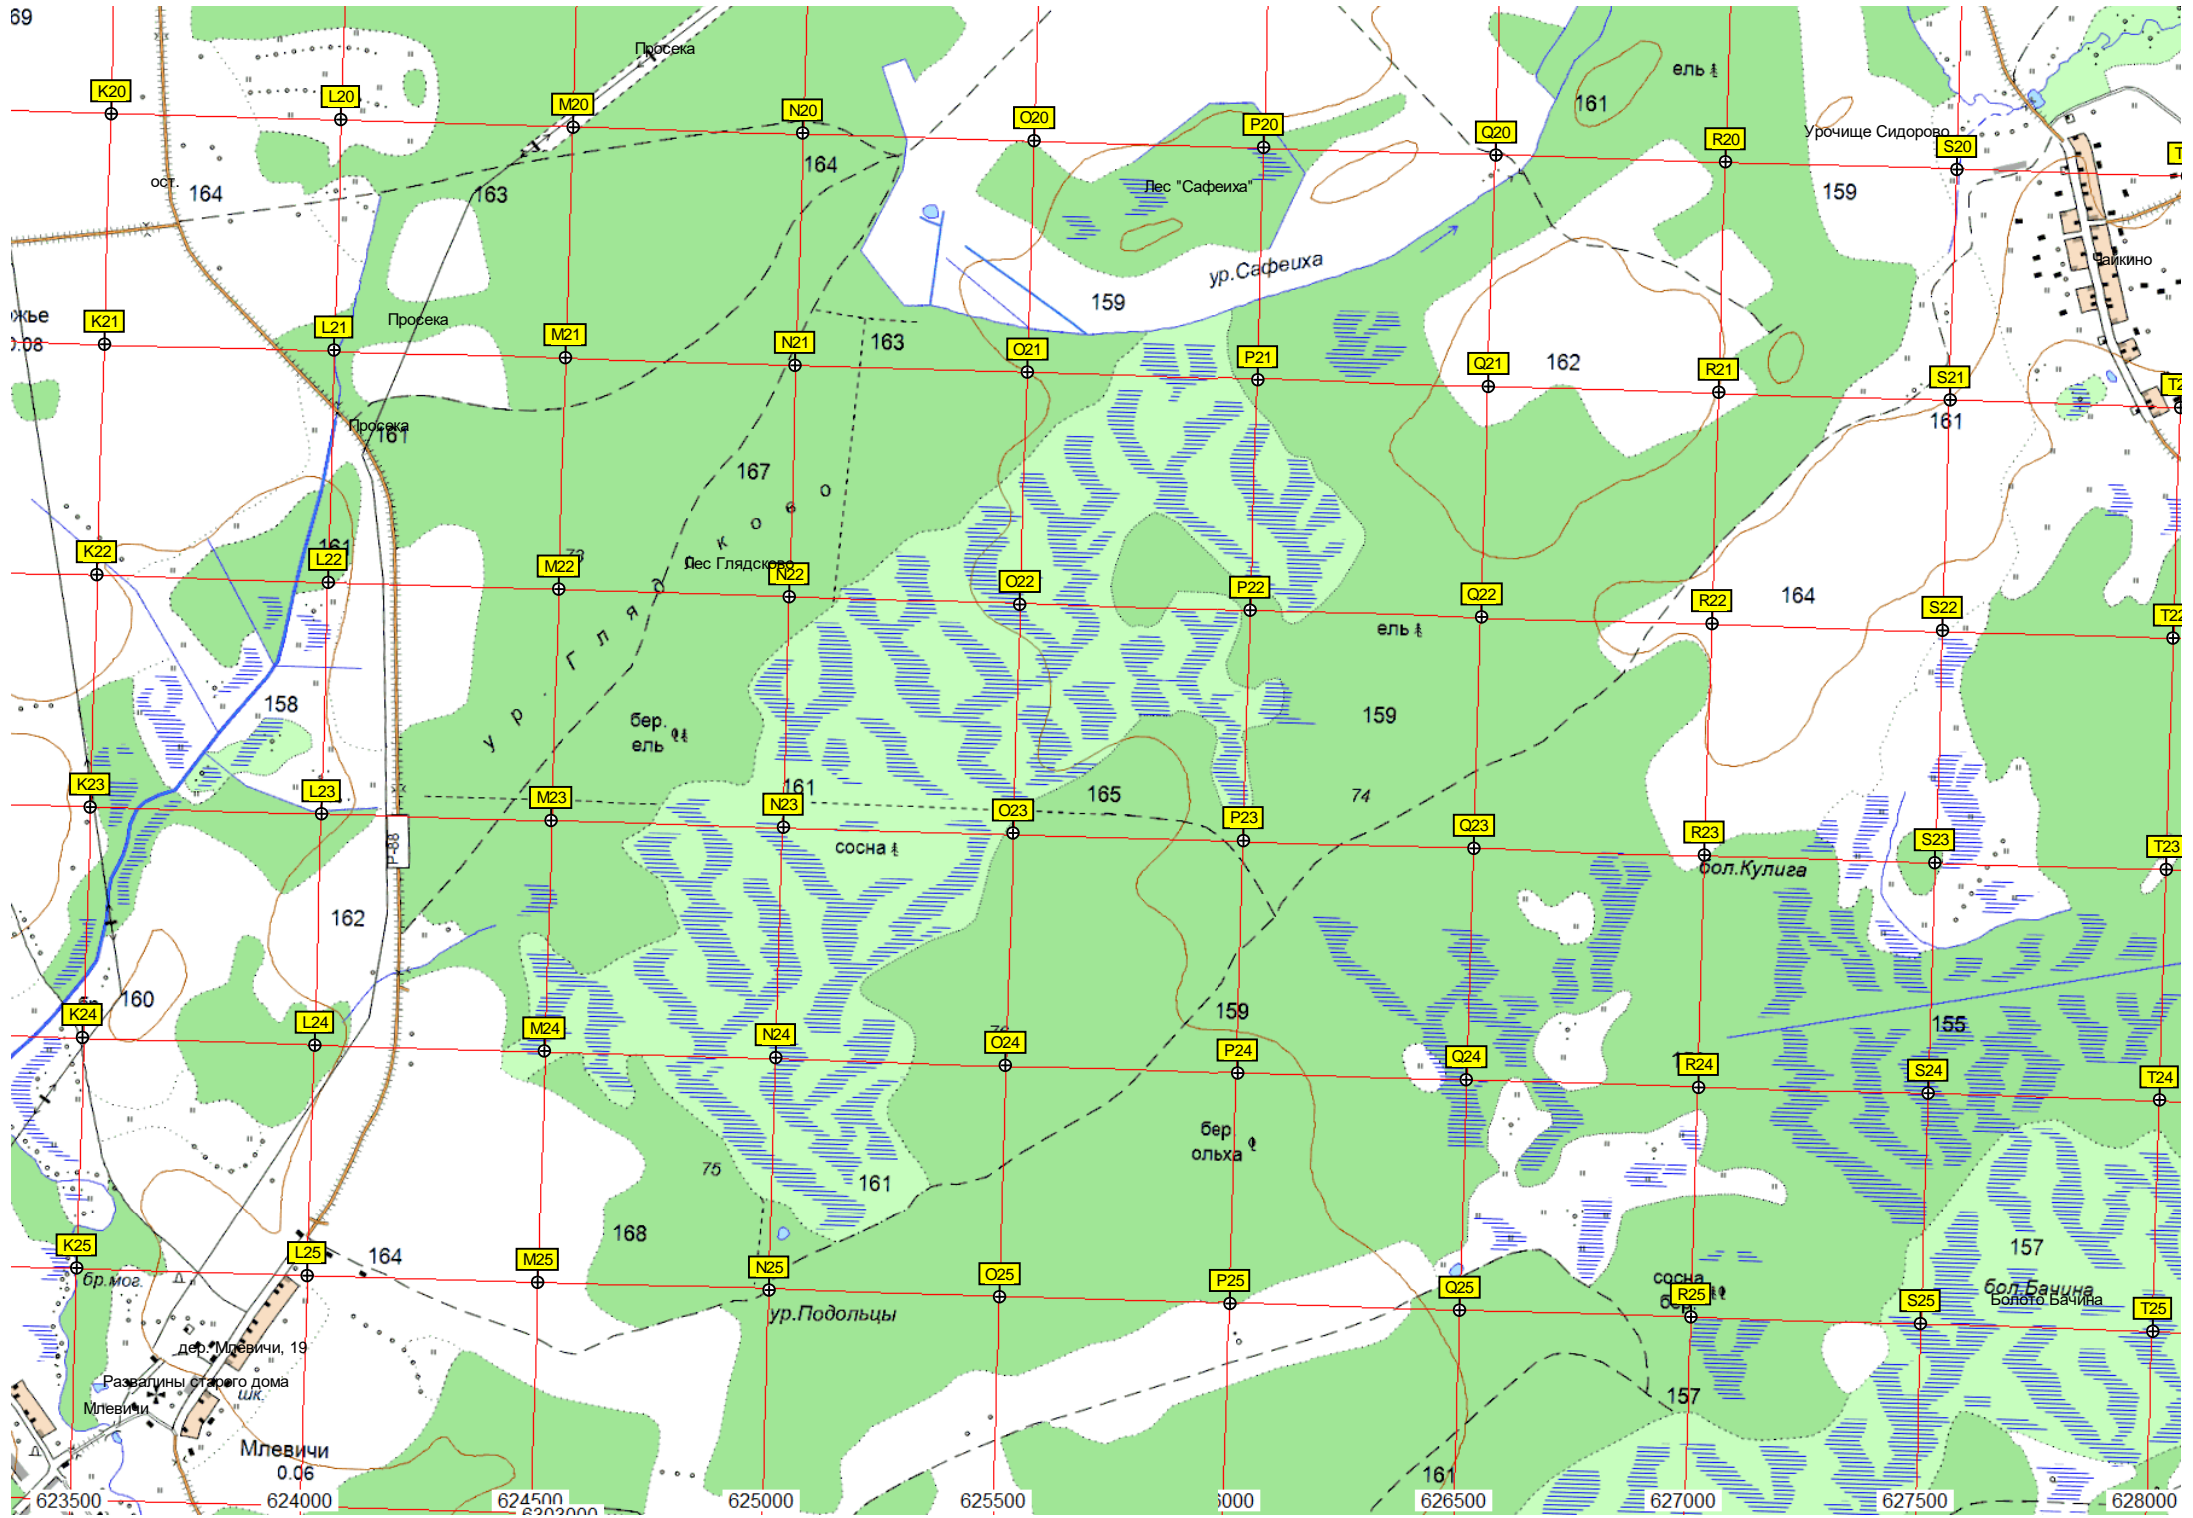 69
Просека
ель
161
K20
L20
M20
N20
O20
P20
Q20
R20
S20
Урочище Сидорово
164
ост.
164
163
Лес "Сафеиха"
159
Чайкино
ур.Сафеиха
159
жье
0.08
K21
L21
Просека
M21
N21
163
O21
P21
Q21
162
R21
S21
161
Просека
161
167
ур. Гляdково
K22
161
L22
M22
Лес Глядсково
N22
O22
P22
Q22
R22
164
S22
T22
ель
158
159
бер.
ель
K23
L23
M23
161
N23
O23
165
P23
74
Q23
R23
S23
T23
P-88
сосна
бол.Кулига
162
160
K24
L24
M24
N24
O24
159
P24
Q24
R24
155
S24
T24
бер.
ольха
75
161
168
157
K25
L25
164
M25
N25
O25
P25
Q25
сосна
R25
S25
бол.Бачина
Болото Бачина
T25
бр.мог.
ур.Подольцы
дер. Млевичи, 19
Развалины старого дома
шк.
Млевичи
157
Млевичи
0.06
161
623500
624000
624500
625000
625500
6000
626500
627000
627500
628000